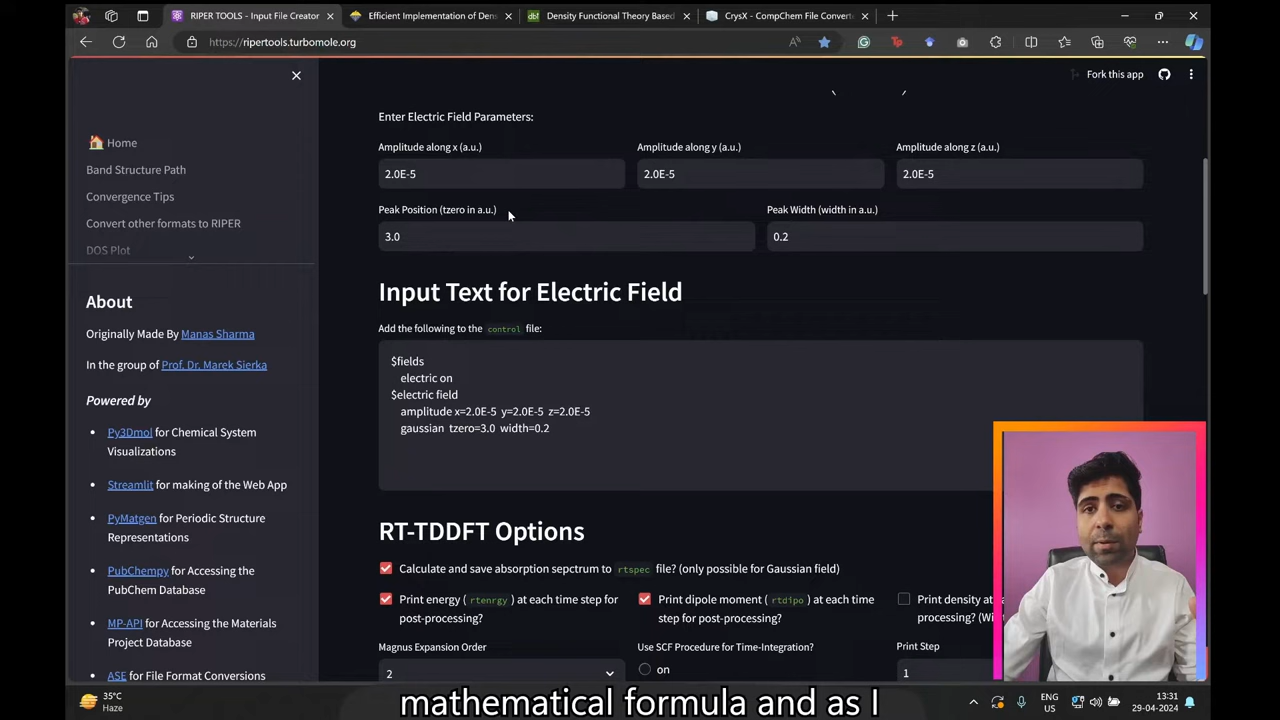 RIPER TOOLS - Input File Creator
Efficient Implementation of Dens
Density Functional Theory Based
CrysX - CompChem File Converte
https://ripertools.turbomole.org
Fork this app
Home
Band Structure Path
Convergence Tips
Convert other formats to RIPER
DOS Plot
About
Originally Made By Manas Sharma
In the group of Prof. Dr. Marek Sierka
Powered by
Py3Dmol for Chemical System
Visualizations
Streamlit for making of the Web App
PyMatgen for Periodic Structure
Representations
PubChempy for Accessing the
PubChem Database
MP-API for Accessing the Materials
Project Database
ASE for File Format Conversions
Enter Electric Field Parameters:
Amplitude along x (a.u.)
Amplitude along y (a.u.)
Amplitude along z (a.u.)
2.0E-5
2.0E-5
2.0E-5
Peak Position (tzero in a.u.)
Peak Width (width in a.u.)
3.0
0.2
Input Text for Electric Field
Add the following to the control file:
$fields
electric on
$electric field
amplitude x=2.0E-5 y=2.0E-5 z=2.0E-5
gaussian tzero=3.0 width=0.2
RT-TDDFT Options
Calculate and save absorption sepctrum to rtspec file? (only possible for Gaussian field)
Print energy ( rtenrgy ) at each time step for
post-processing?
Print dipole moment ( rtdipo ) at each time
step for post-processing?
Print density at
processing? (Wi
Magnus Expansion Order
Use SCF Procedure for Time-Integration?
Print Step
2
on
1
mathematical formula and as I
35°C
Haze
ENG
US
13:31
29-04-2024